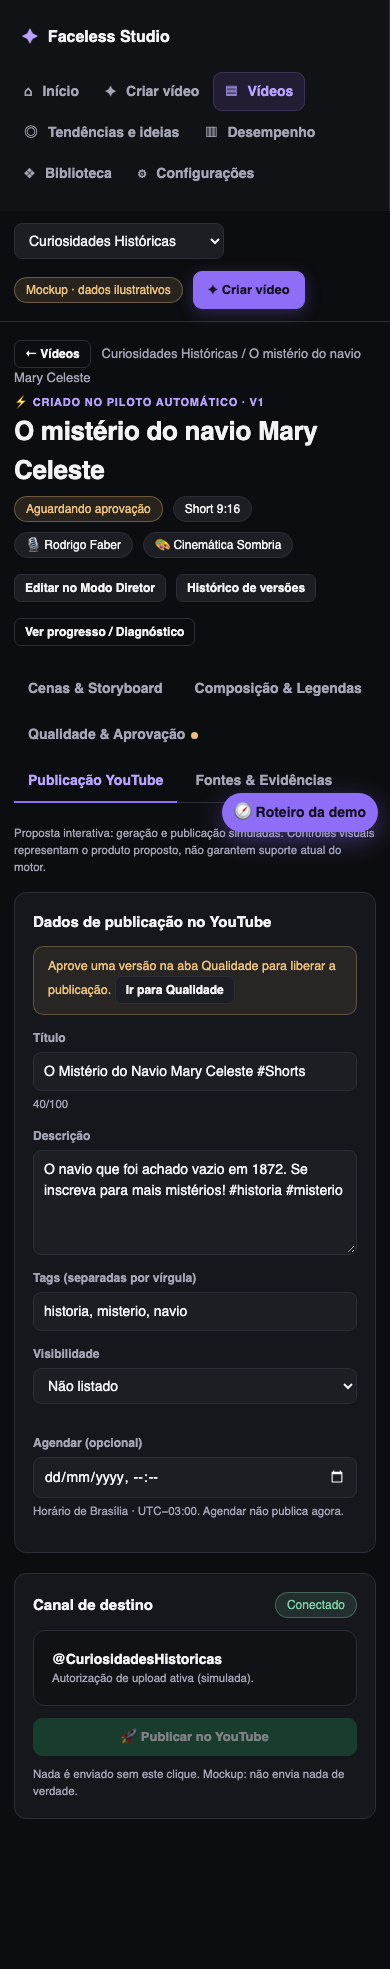 Faceless Studio
Início
Criar vídeo
Vídeos
Tendências e ideias
Desempenho
Biblioteca
Configurações
Curiosidades Históricas
Mockup · dados ilustrativos
✦ Criar vídeo
← Vídeos
Curiosidades Históricas / O mistério do navio
Mary Celeste
⚡ CRIADO NO PILOTO AUTOMÁTICO · V1
O mistério do navio Mary
Celeste
Aguardando aprovação
Short 9:16
🎙️ Rodrigo Faber
🎨 Cinemática Sombria
Editar no Modo Diretor
Histórico de versões
Ver progresso / Diagnóstico
Cenas & Storyboard
Composição & Legendas
Qualidade & Aprovação
Publicação YouTube
Fontes & Evidências
🧭 Roteiro da demo
Proposta interativa: geração e publicação simuladas. Controles visuais
representam o produto proposto, não garantem suporte atual do
motor.
Dados de publicação no YouTube
Aprove uma versão na aba Qualidade para liberar a
publicação. Ir para Qualidade
Título
O Mistério do Navio Mary Celeste #Shorts
40/100
Descrição
O navio que foi achado vazio em 1872. Se
inscreva para mais mistérios! #historia #misterio
Tags (separadas por vírgula)
historia, misterio, navio
Visibilidade
Não listado
Agendar (opcional)
dd/mm/yyyy, --:--
Horário de Brasília · UTC−03:00. Agendar não publica agora.
Canal de destino
Conectado
@CuriosidadesHistoricas
Autorização de upload ativa (simulada).
🚀 Publicar no YouTube
Nada é enviado sem este clique. Mockup: não envia nada de
verdade.